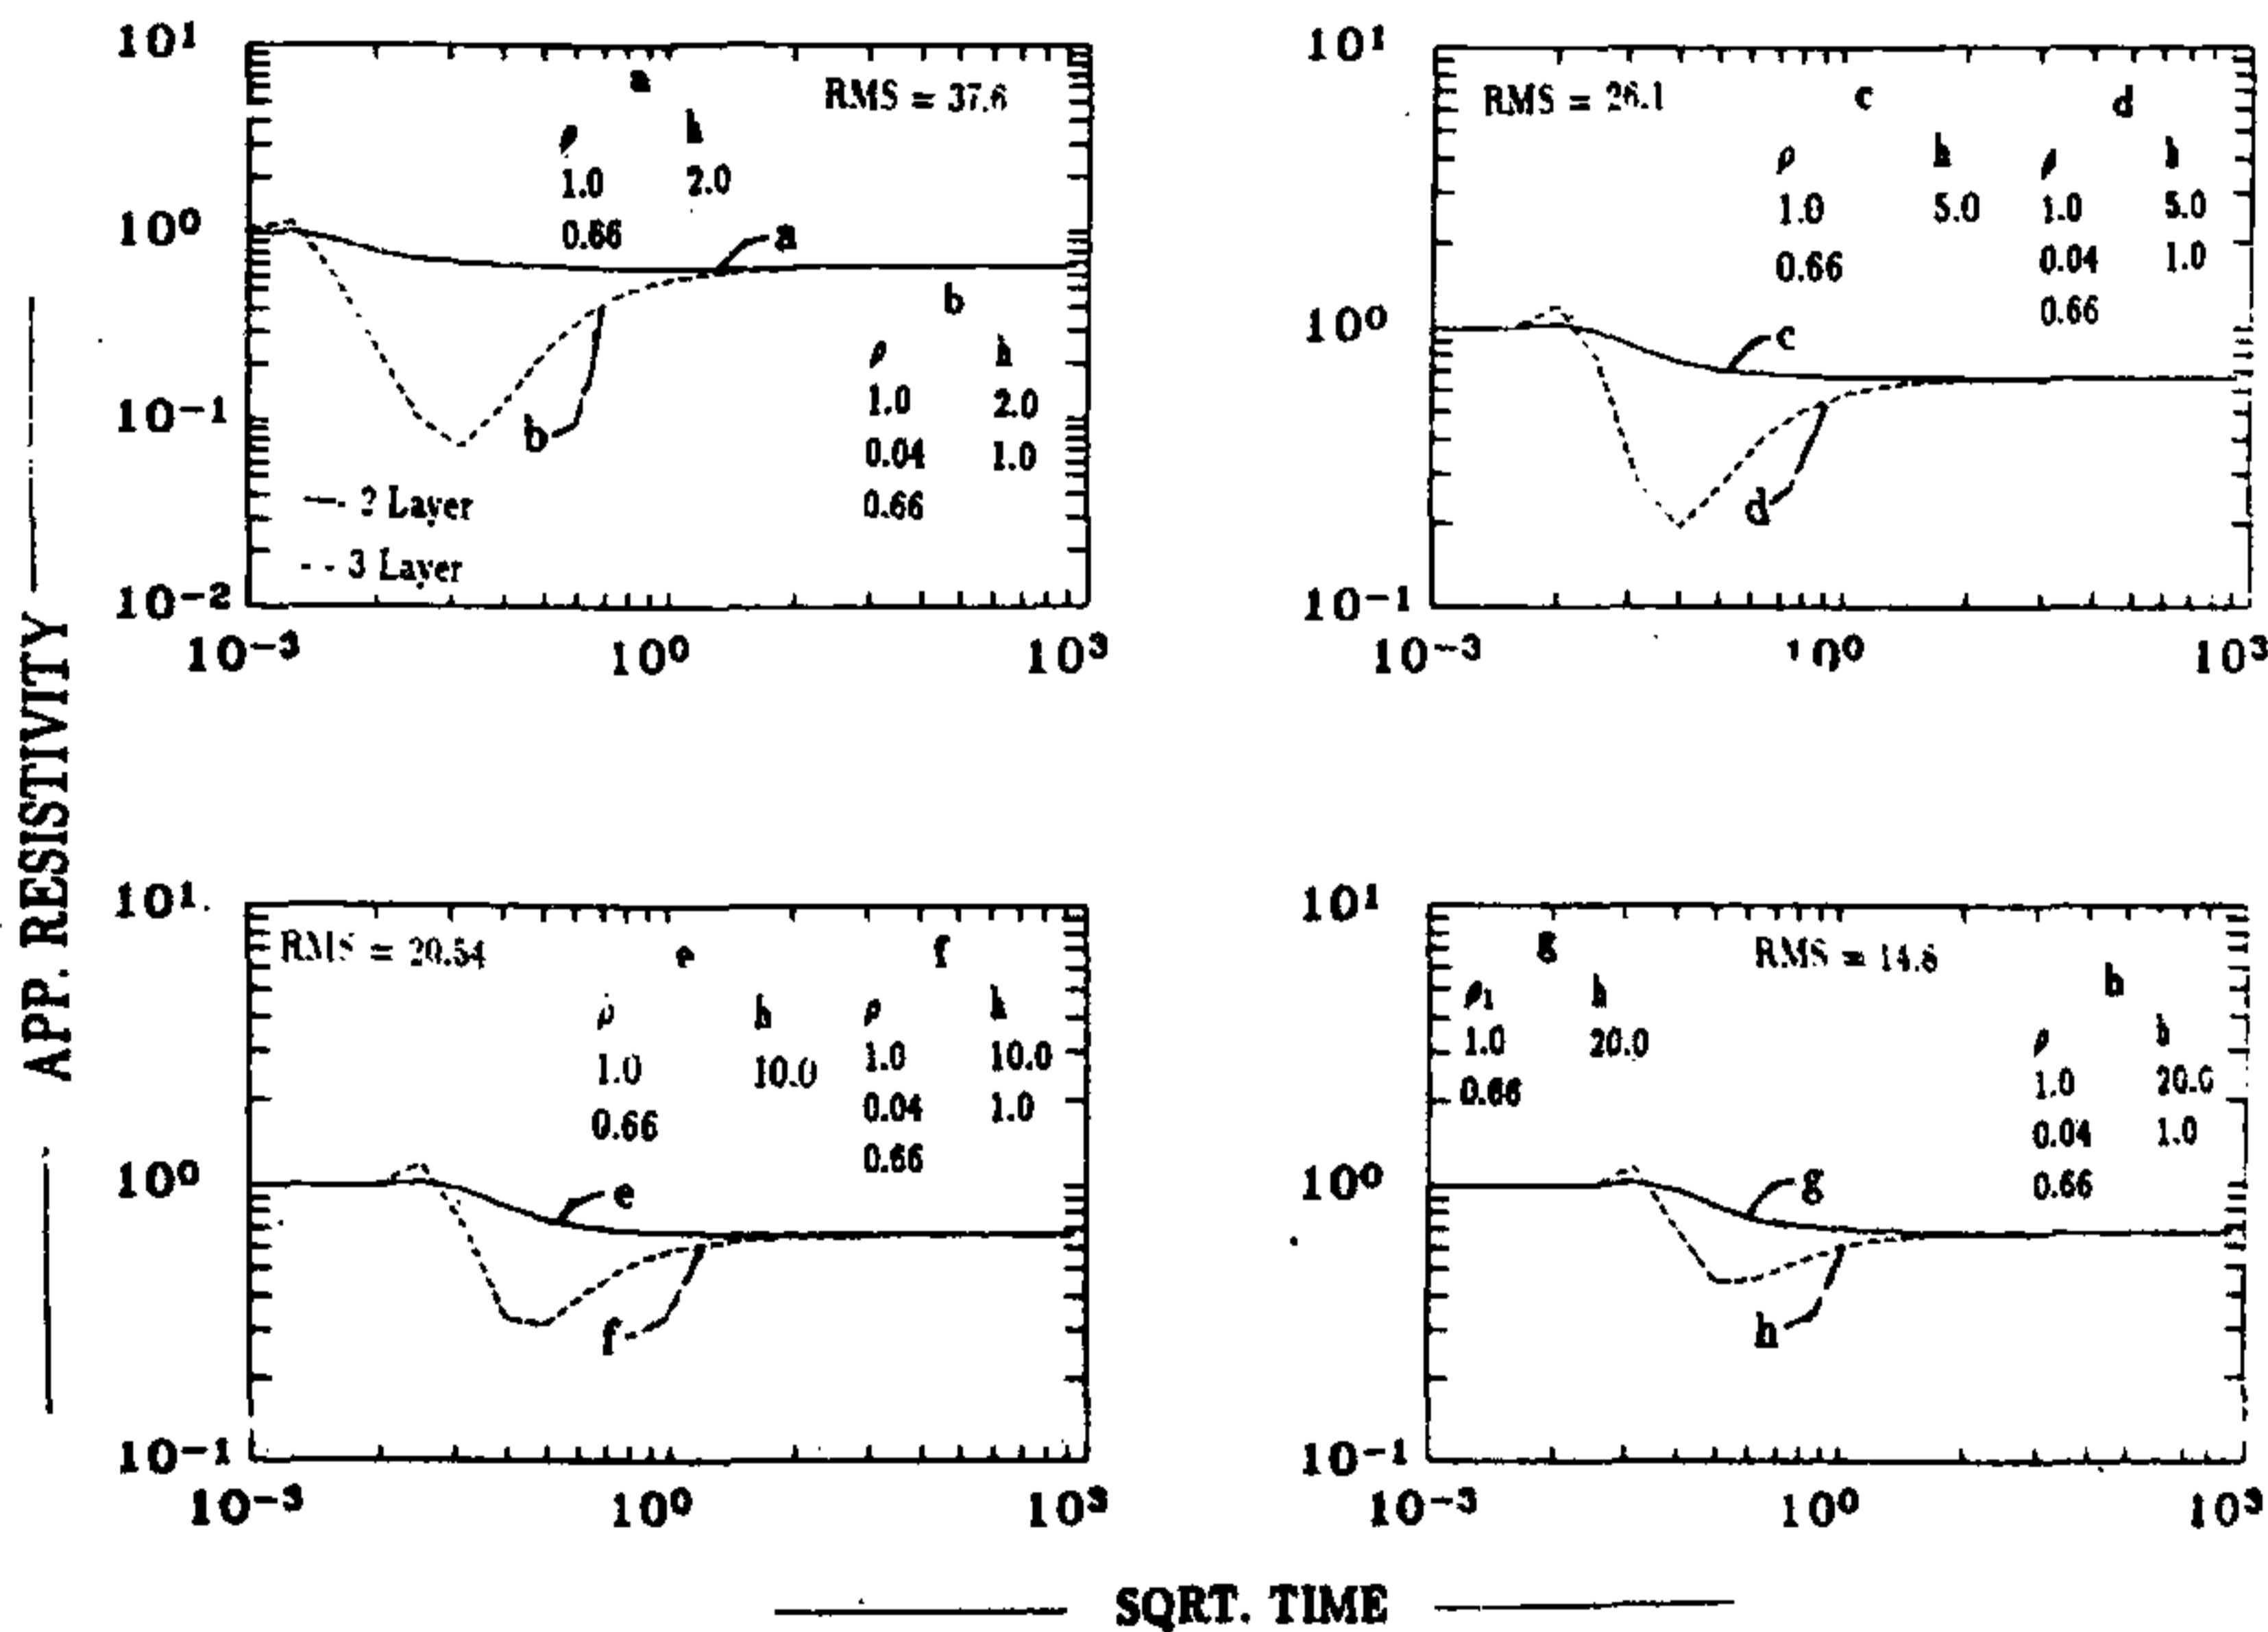 10¹
a
RMS = 37.6
ρ h
1.0 2.0
0.66
10⁰
a
b
ρ h
1.0 2.0
0.04 1.0
0.66
10⁻¹
b
—. 2 Layer
- - 3 Layer
10⁻²
10⁻³ 10⁰ 10³
10¹
RMS = 26.1
c d
ρ h ρ h
1.0 5.0 1.0 5.0
0.66 0.04 1.0
0.66
10⁰
c
d
10⁻¹
10⁻³ 10⁰ 10³
APP. RESISTIVITY
10¹
RMS = 20.54
e f
ρ h ρ h
1.0 10.0 1.0 10.0
0.66 0.04 1.0
0.66
10⁰
e
f
10⁻¹
10⁻³ 10⁰ 10³
10¹
g
RMS = 14.6
h
ρ₁ h
1.0 20.0
0.66
ρ h
1.0 20.0
0.04 1.0
0.66
10⁰
g
h
10⁻¹
10⁻³ 10⁰ 10³
SQRT. TIME